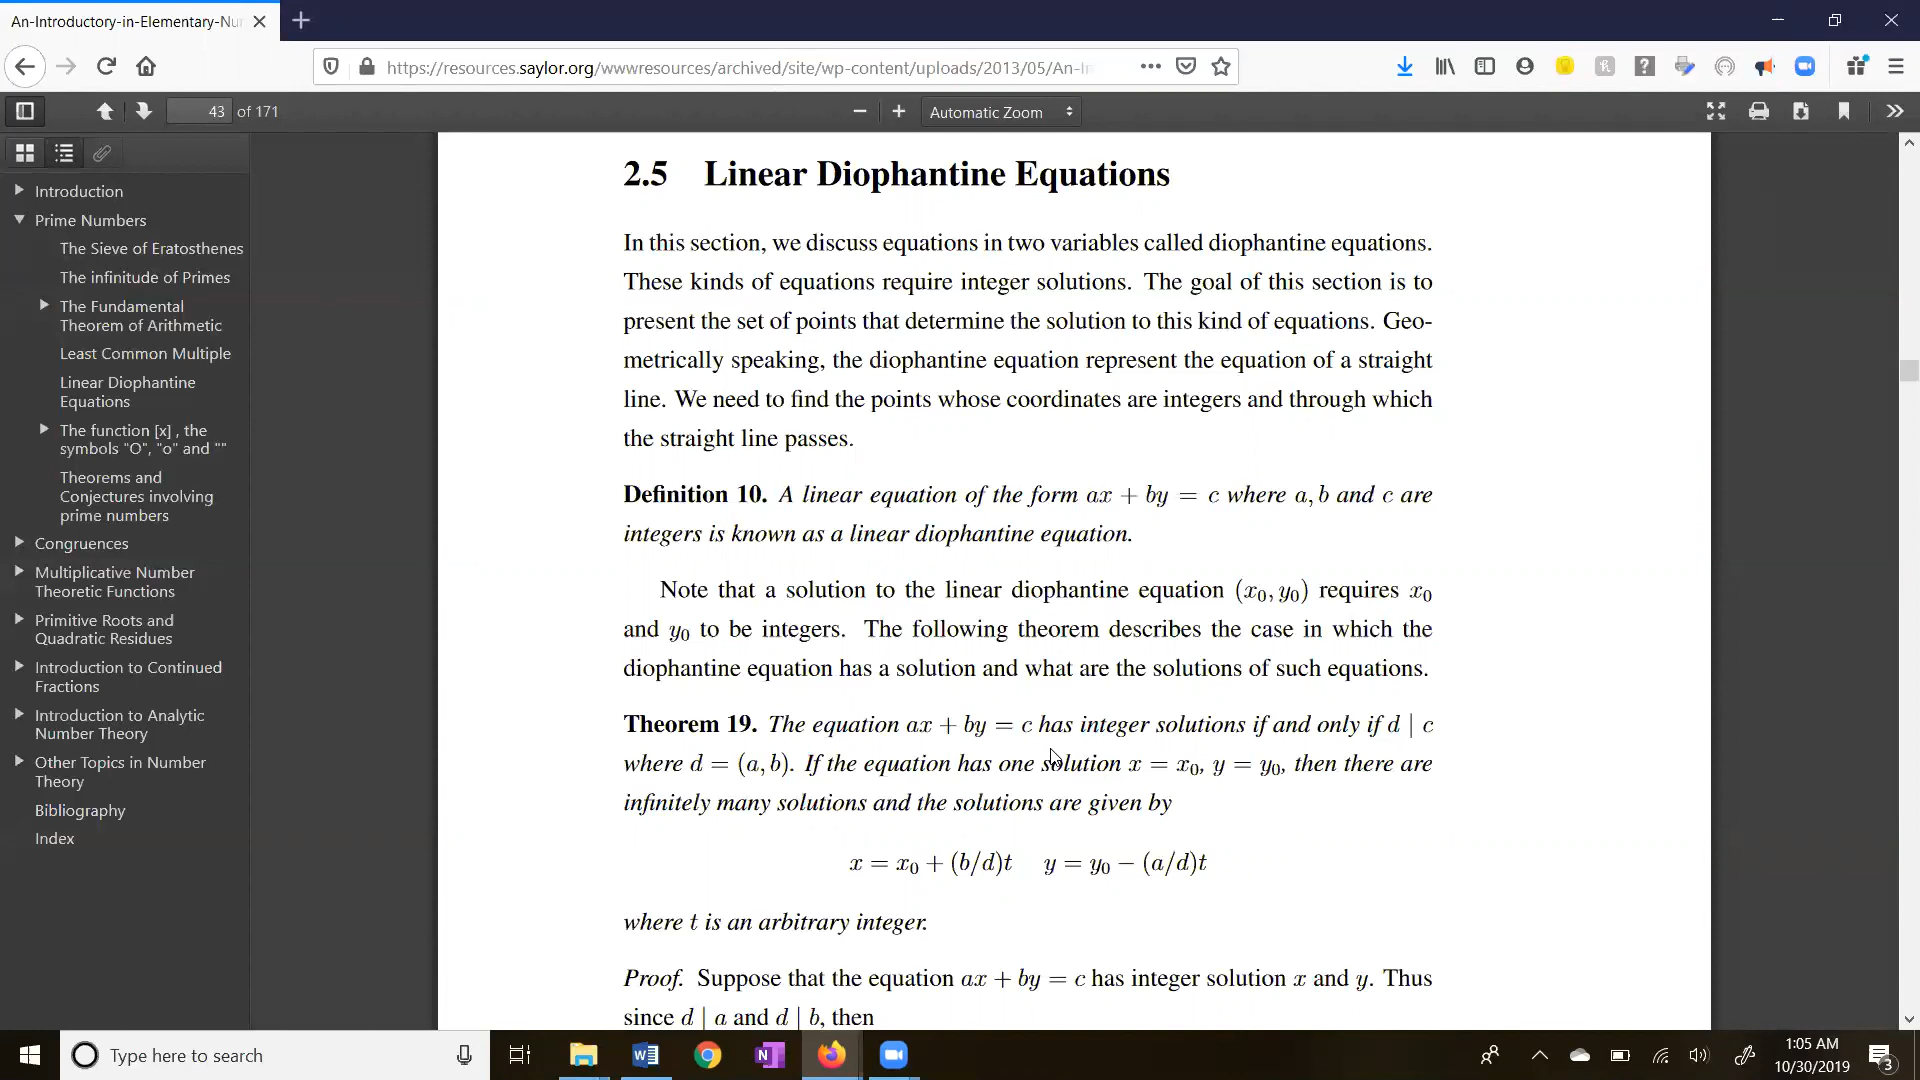 An-Introductory-in-Elementary-Nu
https://resources.saylor.org/wwwresources/archived/site/wp-content/uploads/2013/05/An-I
43 of 171
Automatic Zoom
Introduction
Prime Numbers
The Sieve of Eratosthenes
The infinitude of Primes
The Fundamental
Theorem of Arithmetic
Least Common Multiple
Linear Diophantine
Equations
The function [x] , the
symbols "O", "o" and ""
Theorems and
Conjectures involving
prime numbers
Congruences
Multiplicative Number
Theoretic Functions
Primitive Roots and
Quadratic Residues
Introduction to Continued
Fractions
Introduction to Analytic
Number Theory
Other Topics in Number
Theory
Bibliography
Index
2.5 Linear Diophantine Equations
In this section, we discuss equations in two variables called diophantine equations.
These kinds of equations require integer solutions. The goal of this section is to
present the set of points that determine the solution to this kind of equations. Geo-
metrically speaking, the diophantine equation represent the equation of a straight
line. We need to find the points whose coordinates are integers and through which
the straight line passes.
Definition 10. A linear equation of the form ax + by = c where a, b and c are
integers is known as a linear diophantine equation.
Note that a solution to the linear diophantine equation (x₀, y₀) requires x₀
and y₀ to be integers. The following theorem describes the case in which the
diophantine equation has a solution and what are the solutions of such equations.
Theorem 19. The equation ax + by = c has integer solutions if and only if d | c
where d = (a, b). If the equation has one solution x = x₀, y = y₀, then there are
infinitely many solutions and the solutions are given by
x = x₀ + (b/d)t y = y₀ − (a/d)t
where t is an arbitrary integer.
Proof. Suppose that the equation ax + by = c has integer solution x and y. Thus
since d | a and d | b, then
Type here to search
1:05 AM
10/30/2019
3